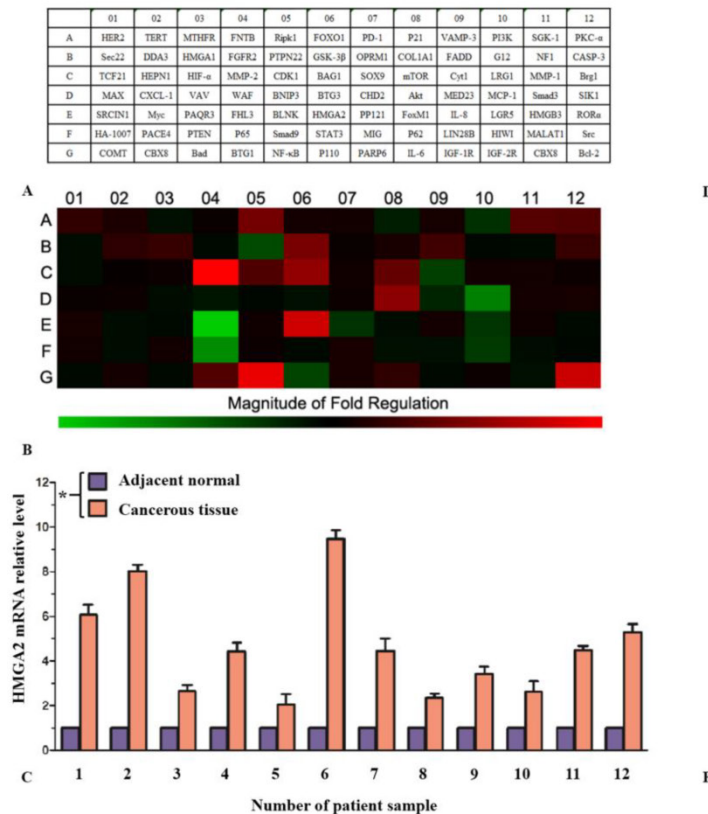 01 02 03 04 05 06 07 08 09 10 11 12
A HER2 TERT MTHFR FNTB Ripk1 FOXO1 PD-1 P21 VAMP-3 PI3K SGK-1 PKC-α
B Sec22 DDA3 HMGA1 FGFR2 PTPN22 GSK-3β OPRM1 COL1A1 FADD G12 NF1 CASP-3
C TCF21 HEPN1 HIF-α MMP-2 CDK1 BAG1 SOX9 mTOR Cyt1 LRG1 MMP-1 Brg1
D MAX CXCL-1 VAV WAF BNIP3 BTG3 CHD2 Akt MED23 MCP-1 Smad3 SIK1
E SRCIN1 Myc PAQR3 FHL3 BLNK HMGA2 PP121 FoxM1 IL-8 LGR5 HMGB3 RORα
F HA-1007 PACE4 PTEN P65 Smad9 STAT3 MIG P62 LIN28B HIWI MALAT1 Src
G COMT CBX8 Bad BTG1 NF-κB P110 PARP6 IL-6 IGF-1R IGF-2R CBX8 Bcl-2
A
01 02 03 04 05 06 07 08 09 10 11 12
A
B
C
D
E
F
G
Magnitude of Fold Regulation
B
12
10
8
6
4
2
0
HMGA2 mRNA relative level
* Adjacent normal
Cancerous tissue
C
1 2 3 4 5 6 7 8 9 10 11 12
Number of patient sample